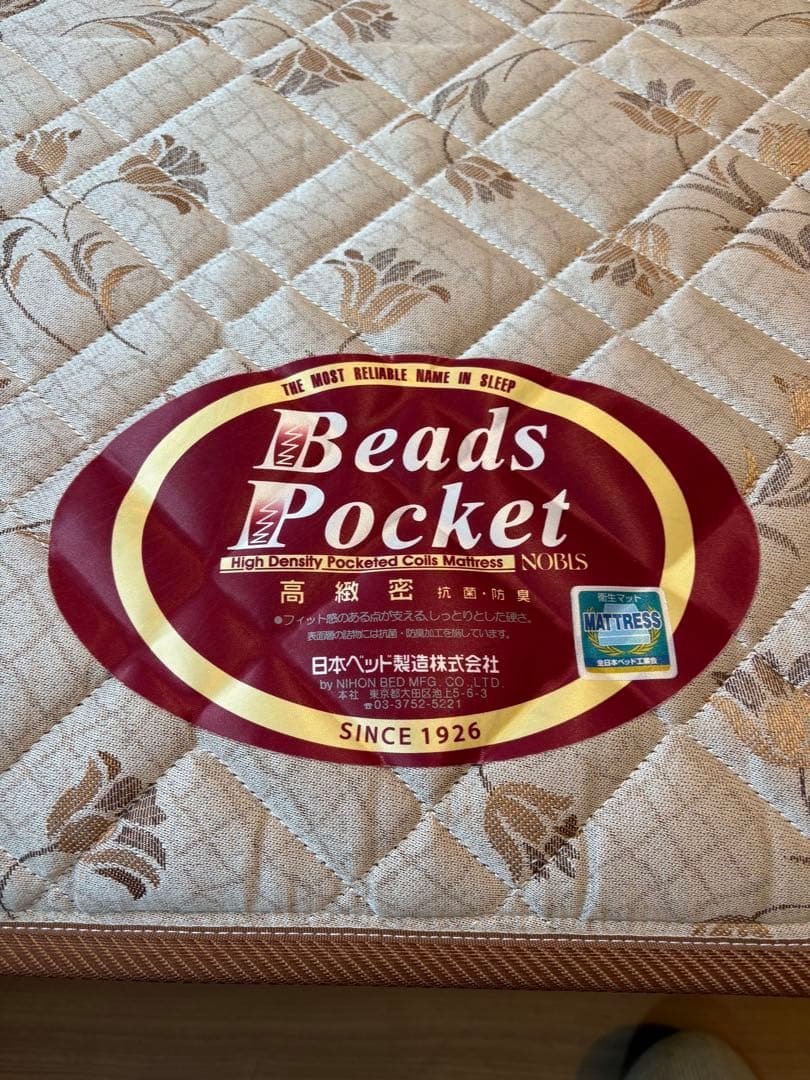 THE MOST RELIABLE NAME IN SLEEP
Beads
Pocket
High Density Pocketed Coils Mattress NOBLS
高緻密 抗菌・防臭
●フィット感のある点が支える、しっとりとした硬さ。
表面層の詰物には抗菌・防臭加工を施しています。
衛生マット
MATTRESS
全日本ベッド工業会
日本ベッド製造株式会社
by NIHON BED MFG. CO.,LTD.
本社 東京都大田区池上5-6-3
☎03-3752-5221
SINCE 1926